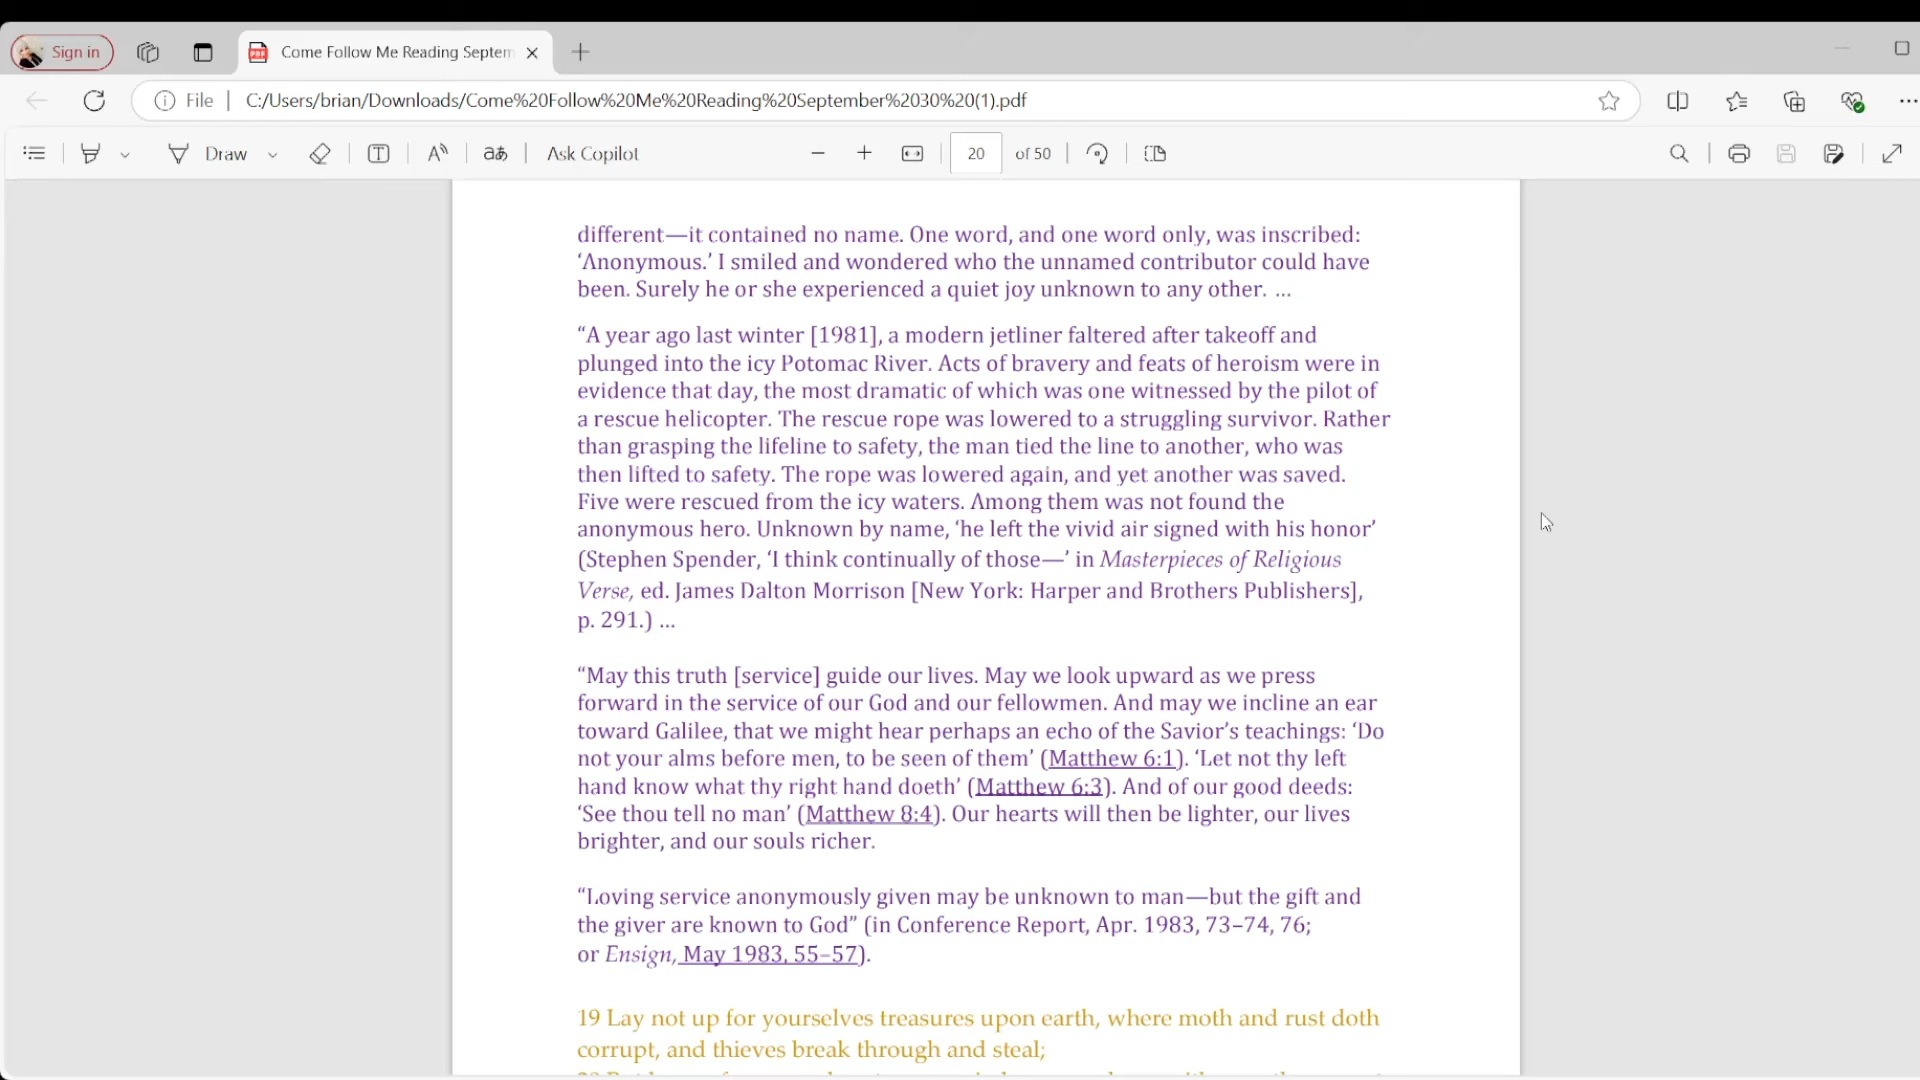 Sign in
Come Follow Me Reading Septem
File
C:/Users/brian/Downloads/Come%20Follow%20Me%20Reading%20September%2030%20(1).pdf
Draw
Ask Copilot
20 of 50
different—it contained no name. One word, and one word only, was inscribed:
‘Anonymous.’ I smiled and wondered who the unnamed contributor could have
been. Surely he or she experienced a quiet joy unknown to any other. …
“A year ago last winter [1981], a modern jetliner faltered after takeoff and
plunged into the icy Potomac River. Acts of bravery and feats of heroism were in
evidence that day, the most dramatic of which was one witnessed by the pilot of
a rescue helicopter. The rescue rope was lowered to a struggling survivor. Rather
than grasping the lifeline to safety, the man tied the line to another, who was
then lifted to safety. The rope was lowered again, and yet another was saved.
Five were rescued from the icy waters. Among them was not found the
anonymous hero. Unknown by name, ‘he left the vivid air signed with his honor’
(Stephen Spender, ‘I think continually of those—’ in Masterpieces of Religious
Verse, ed. James Dalton Morrison [New York: Harper and Brothers Publishers],
p. 291.) …
“May this truth [service] guide our lives. May we look upward as we press
forward in the service of our God and our fellowmen. And may we incline an ear
toward Galilee, that we might hear perhaps an echo of the Savior’s teachings: ‘Do
not your alms before men, to be seen of them’ (Matthew 6:1). ‘Let not thy left
hand know what thy right hand doeth’ (Matthew 6:3). And of our good deeds:
‘See thou tell no man’ (Matthew 8:4). Our hearts will then be lighter, our lives
brighter, and our souls richer.
“Loving service anonymously given may be unknown to man—but the gift and
the giver are known to God” (in Conference Report, Apr. 1983, 73–74, 76;
or Ensign, May 1983, 55–57).
19 Lay not up for yourselves treasures upon earth, where moth and rust doth
corrupt, and thieves break through and steal;